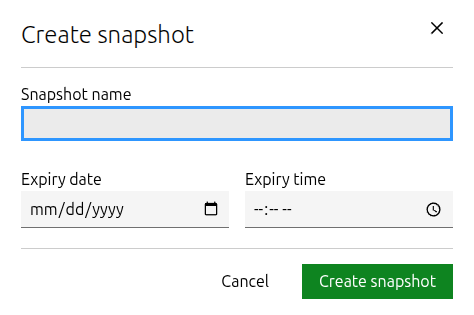 Create snapshot
Snapshot name
Expiry date Expiry time
mm/dd/yyyy --:-- --
Cancel Create snapshot